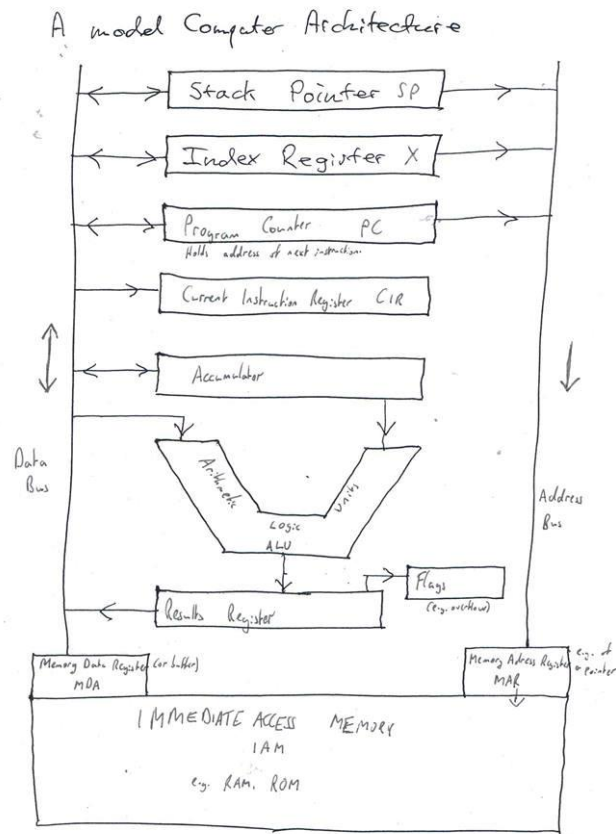 A model Computer Architecture
Stack Pointer SP
Index Register X
Program Counter PC
Holds address of next instruction.
Current Instruction Register CIR
Accumulator
Data
Bus
Address
Bus
Arithmetic
Logic
Units
ALU
Results Register
Flags
(e.g. overflow)
Memory Data Register (or buffer)
MDA
Memory Adress Register
MAR
e.g. of
a pointer
IMMEDIATE ACCESS MEMORY
IAM
e.g. RAM, ROM